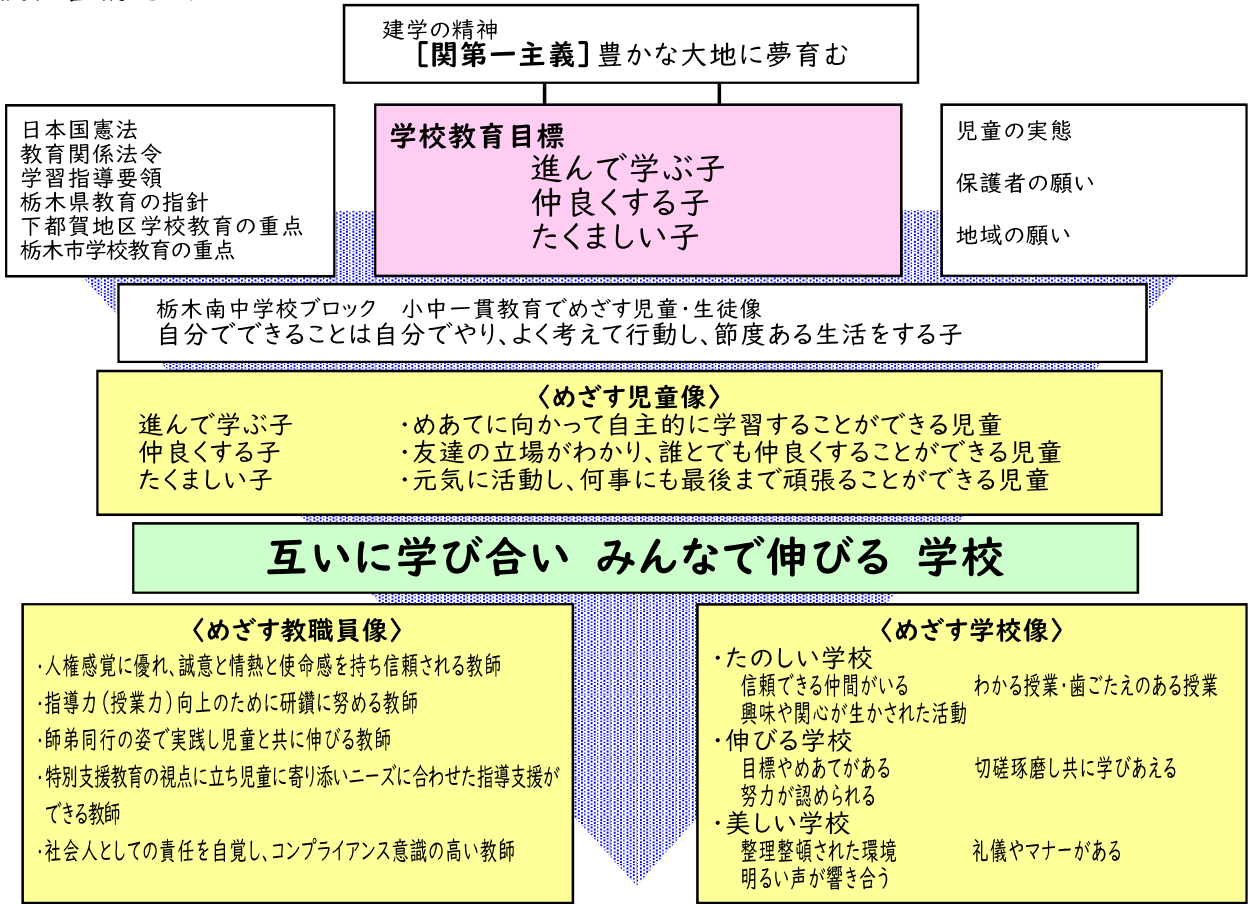 建学の精神
[関第一主義]豊かな大地に夢育む
日本国憲法
教育関係法令
学習指導要領
栃木県教育の指針
下都賀地区学校教育の重点
栃木市学校教育の重点
学校教育目標
進んで学ぶ子
仲良くする子
たくましい子
児童の実態
保護者の願い
地域の願い
栃木南中学校ブロック　小中一貫教育でめざす児童・生徒像
自分でできることは自分でやり、よく考えて行動し、節度ある生活をする子
〈めざす児童像〉
進んで学ぶ子　・めあてに向かって自主的に学習することができる児童
仲良くする子　・友達の立場がわかり、誰とでも仲良くすることができる児童
たくましい子　・元気に活動し、何事にも最後まで頑張ることができる児童
互いに学び合い みんなで伸びる 学校
〈めざす教職員像〉
・人権感覚に優れ、誠意と情熱と使命感を持ち信頼される教師
・指導力(授業力)向上のために研鑽に努める教師
・師弟同行の姿で実践し児童と共に伸びる教師
・特別支援教育の視点に立ち児童に寄り添いニーズに合わせた指導支援が
できる教師
・社会人としての責任を自覚し、コンプライアンス意識の高い教師
〈めざす学校像〉
・たのしい学校
信頼できる仲間がいる　わかる授業・歯ごたえのある授業
興味や関心が生かされた活動
・伸びる学校
目標やめあてがある　切磋琢磨し共に学びあえる
努力が認められる
・美しい学校
整理整頓された環境　礼儀やマナーがある
明るい声が響き合う